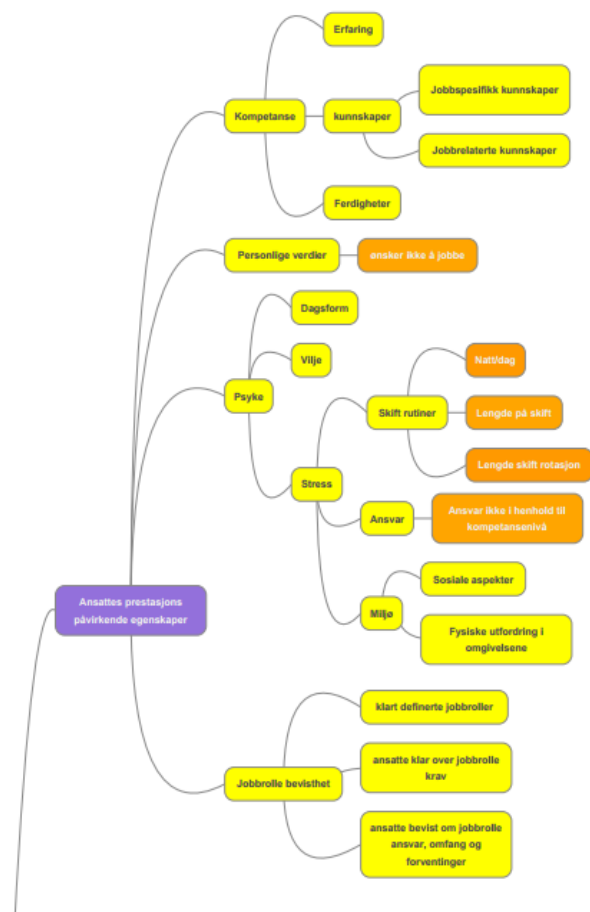 Erfaring
Jobbspesifikk kunnskaper
Kompetanse
kunnskaper
Jobbrelaterte kunnskaper
Ferdigheter
Personlige verdier
ønsker ikke å jobbe
Dagsform
Vilje
Natt/dag
Psyke
Skift rutiner
Lengde på skift
Lengde skift rotasjon
Stress
Ansvar
Ansvar ikke i henhold til
kompetansenivå
Sosiale aspekter
Ansattes prestasjons
påvirkende egenskaper
Miljø
Fysiske utfordring i
omgivelsene
klart definerte jobbroller
Jobbrolle bevisthet
ansatte klar over jobbrolle
krav
ansatte bevist om jobbrolle
ansvar, omfang og
forventinger